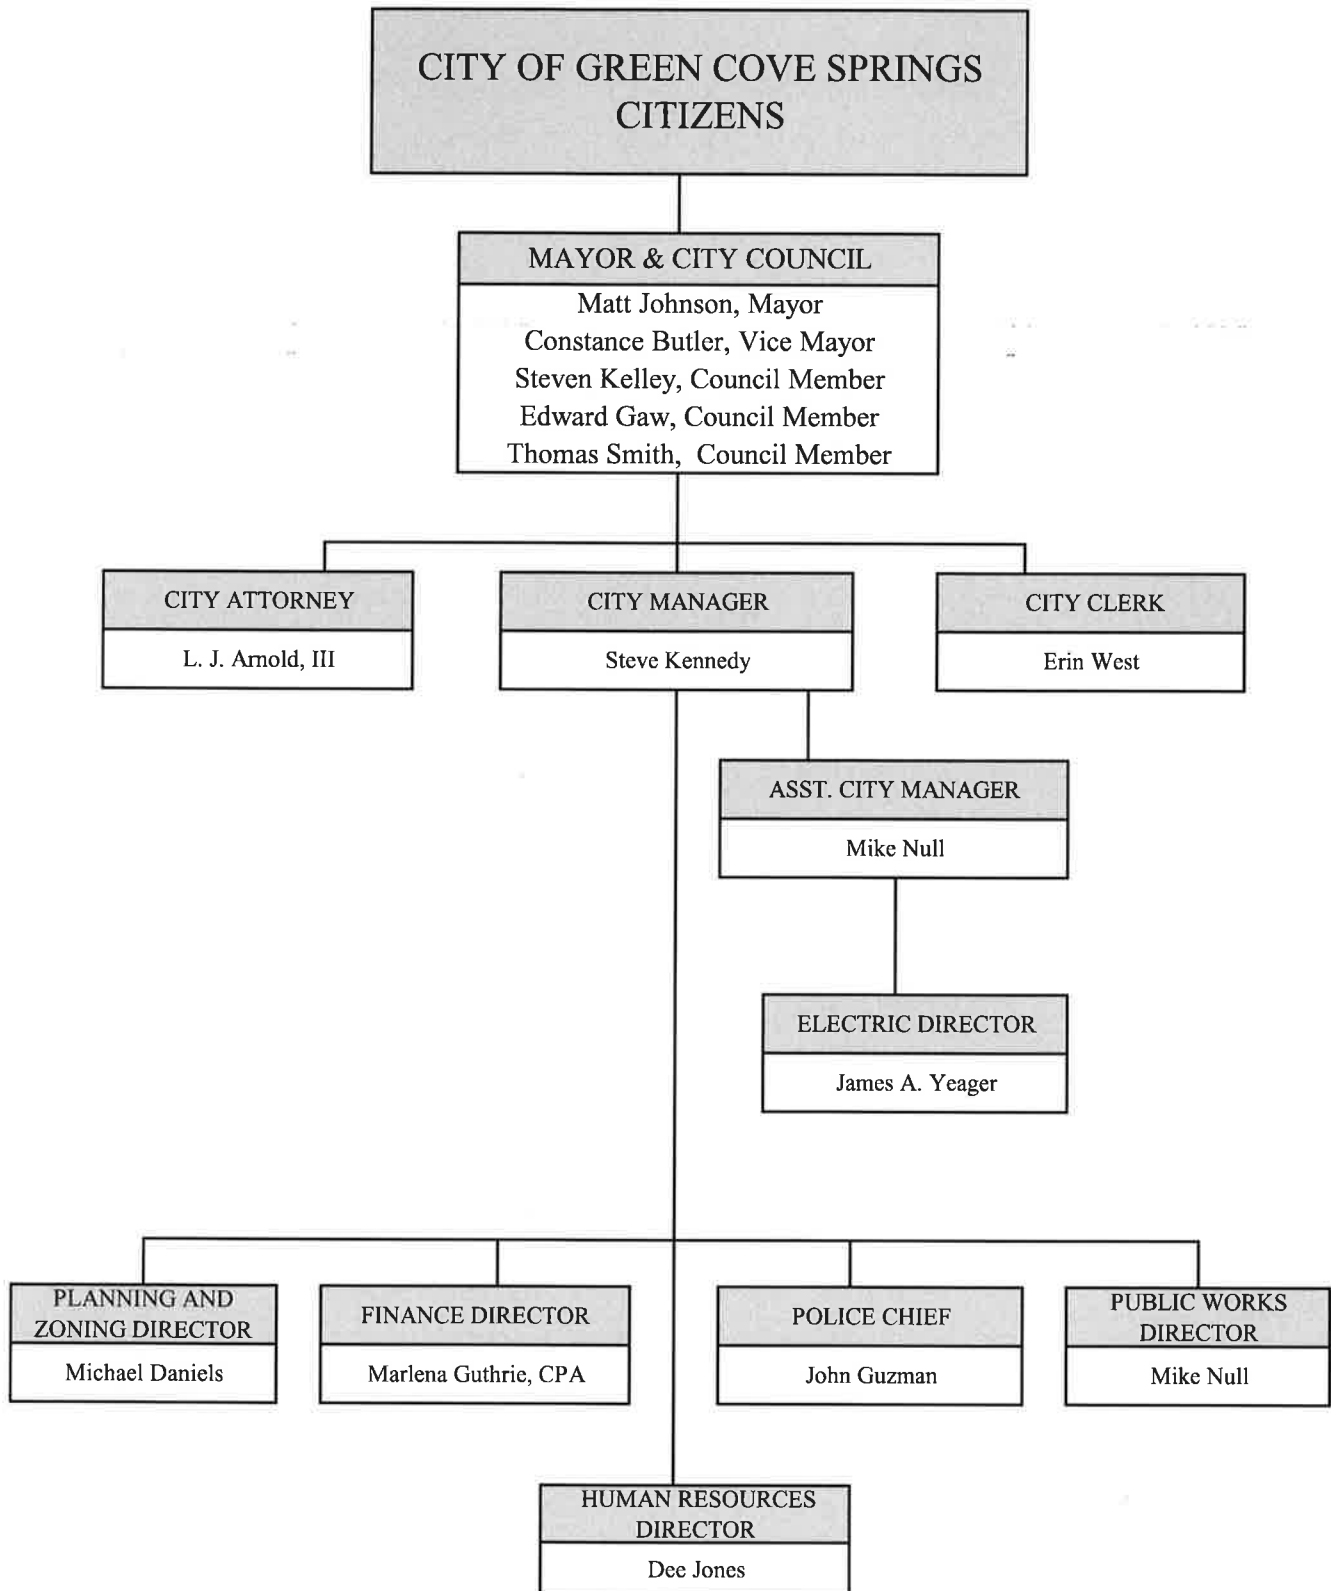 CITY OF GREEN COVE SPRINGS
CITIZENS
MAYOR & CITY COUNCIL
Matt Johnson, Mayor
Constance Butler, Vice Mayor
Steven Kelley, Council Member
Edward Gaw, Council Member
Thomas Smith, Council Member
CITY ATTORNEY
L. J. Arnold, III
CITY MANAGER
Steve Kennedy
CITY CLERK
Erin West
ASST. CITY MANAGER
Mike Null
ELECTRIC DIRECTOR
James A. Yeager
PLANNING AND
ZONING DIRECTOR
Michael Daniels
FINANCE DIRECTOR
Marlena Guthrie, CPA
POLICE CHIEF
John Guzman
PUBLIC WORKS
DIRECTOR
Mike Null
HUMAN RESOURCES
DIRECTOR
Dee Jones